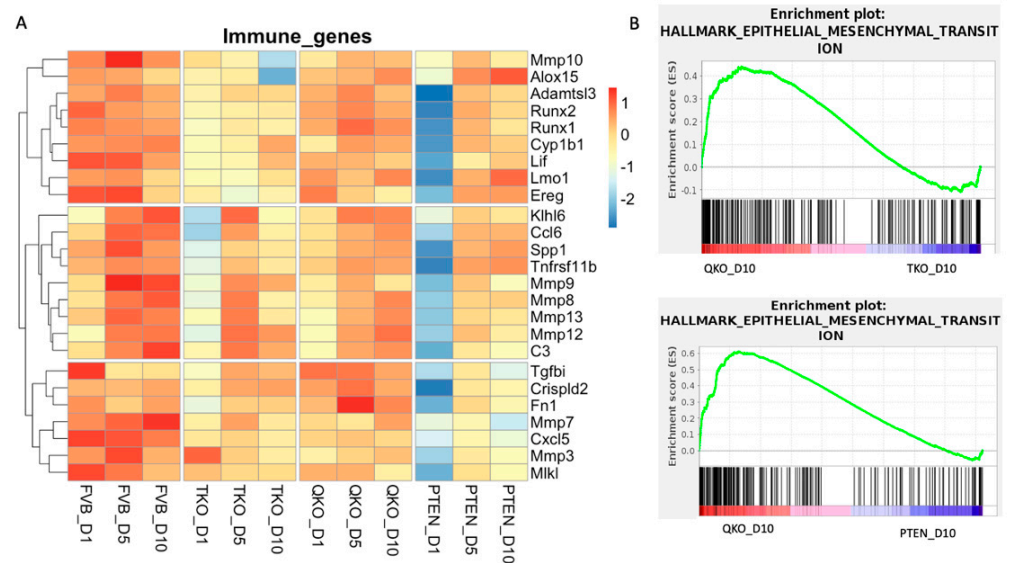 A
Immune_genes
Mmp10
Alox15
Adamtsl3
Runx2
Runx1
Cyp1b1
Lif
Lmo1
Ereg
Klhl6
Ccl6
Spp1
Tnfrsf11b
Mmp9
Mmp8
Mmp13
Mmp12
C3
Tgfbi
Crispld2
Fn1
Mmp7
Cxcl5
Mmp3
Mlkl
FVB_D1
FVB_D5
FVB_D10
TKO_D1
TKO_D5
TKO_D10
QKO_D1
QKO_D5
QKO_D10
PTEN_D1
PTEN_D5
PTEN_D10
1
0
-1
-2
B
Enrichment plot:
HALLMARK_EPITHELIAL_MESENCHYMAL_TRANSIT
ION
Enrichment score (ES)
0.4
0.3
0.2
0.1
0.0
-0.1
QKO_D10
TKO_D10
Enrichment plot:
HALLMARK_EPITHELIAL_MESENCHYMAL_TRANSIT
ION
Enrichment score (ES)
0.6
0.5
0.4
0.3
0.2
0.1
0.0
QKO_D10
PTEN_D10